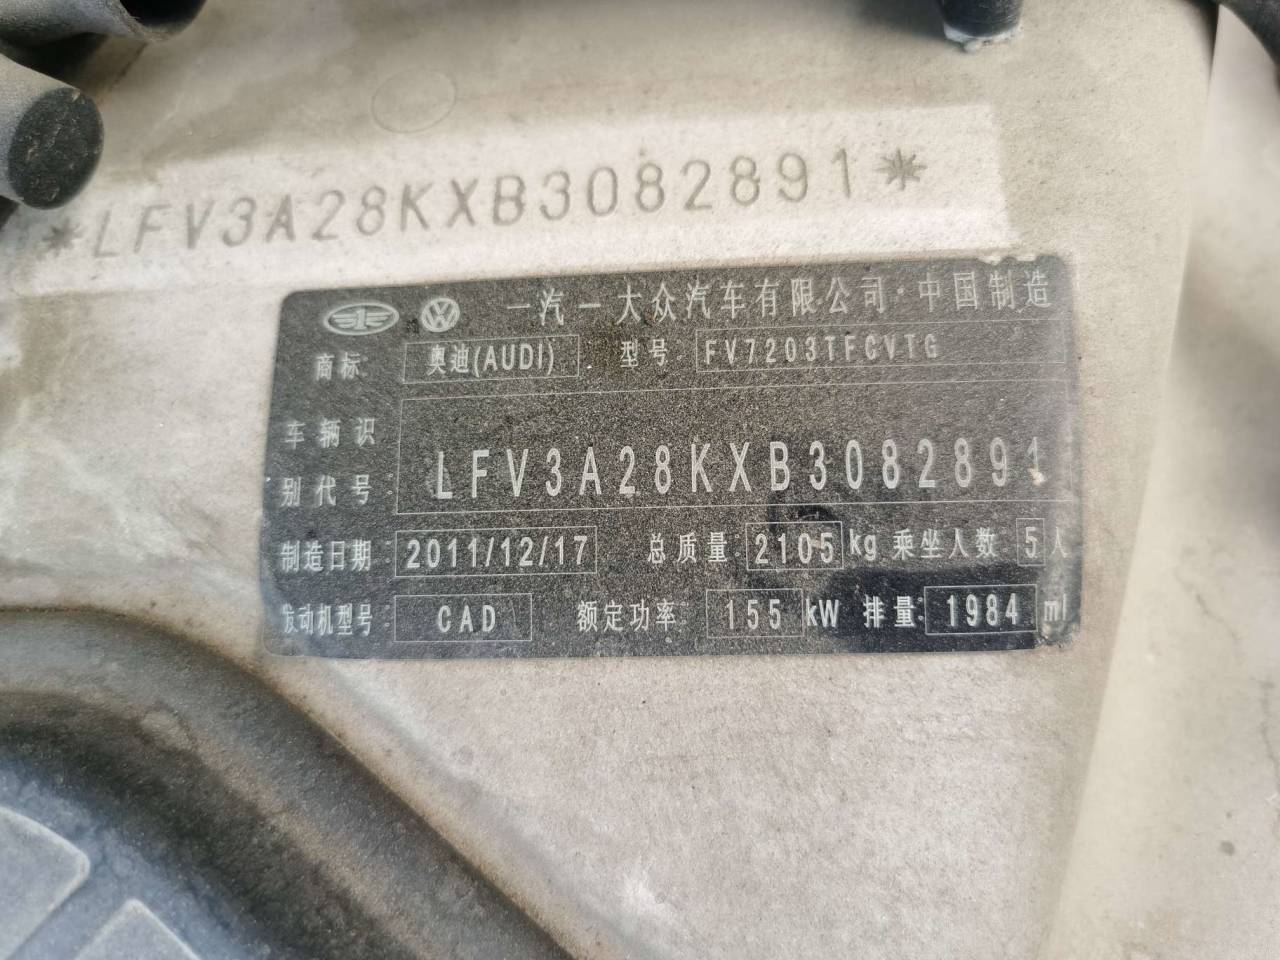 *LFV3A28KXB3082891*
一汽一大众汽车有限公司·中国制造
商标: 奥迪(AUDI) 型号: FV7203TFCVTG
车辆识
别代号: LFV3A28KXB3082891
制造日期: 2011/12/17 总质量: 2105 kg 乘坐人数 5 人
发动机型号: CAD 额定功率: 155 kW 排量: 1984 ml